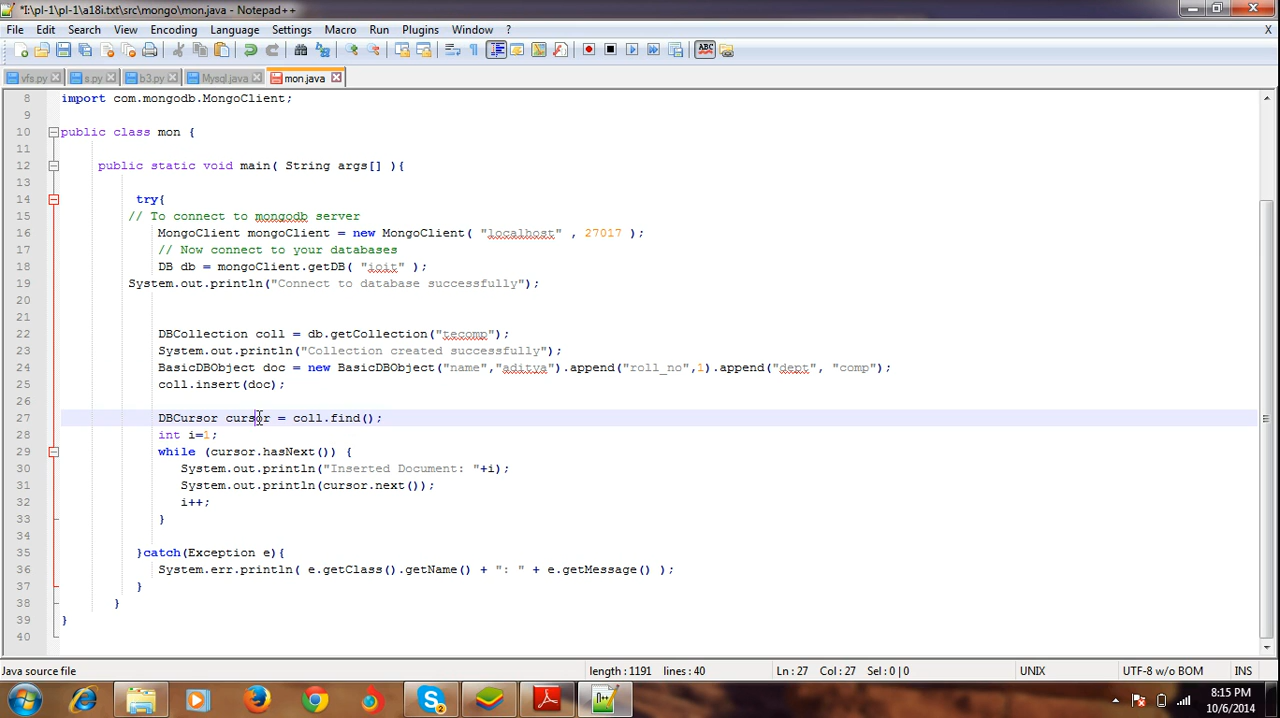 *I:\pl-1\pl-1\a18i.txt\src\mongo\mon.java - Notepad++
File Edit Search View Encoding Language Settings Macro Run Plugins Window ? X
vfs.py s.py b3.py Mysql.java mon.java
8 import com.mongodb.MongoClient;
9
10 public class mon {
11
12 public static void main( String args[] ){
13
14 try{
15 // To connect to mongodb server
16 MongoClient mongoClient = new MongoClient( "localhost" , 27017 );
17 // Now connect to your databases
18 DB db = mongoClient.getDB( "ioit" );
19 System.out.println("Connect to database successfully");
20
21
22 DBCollection coll = db.getCollection("tecomp");
23 System.out.println("Collection created successfully");
24 BasicDBObject doc = new BasicDBObject("name","aditya").append("roll_no",1).append("dept", "comp");
25 coll.insert(doc);
26
27 DBCursor cursor = coll.find();
28 int i=1;
29 while (cursor.hasNext()) {
30 System.out.println("Inserted Document: "+i);
31 System.out.println(cursor.next());
32 i++;
33 }
34
35 }catch(Exception e){
36 System.err.println( e.getClass().getName() + ": " + e.getMessage() );
37 }
38 }
39 }
40
Java source file length : 1191 lines : 40 Ln : 27 Col : 27 Sel : 0 | 0 UNIX UTF-8 w/o BOM INS
8:15 PM
10/6/2014